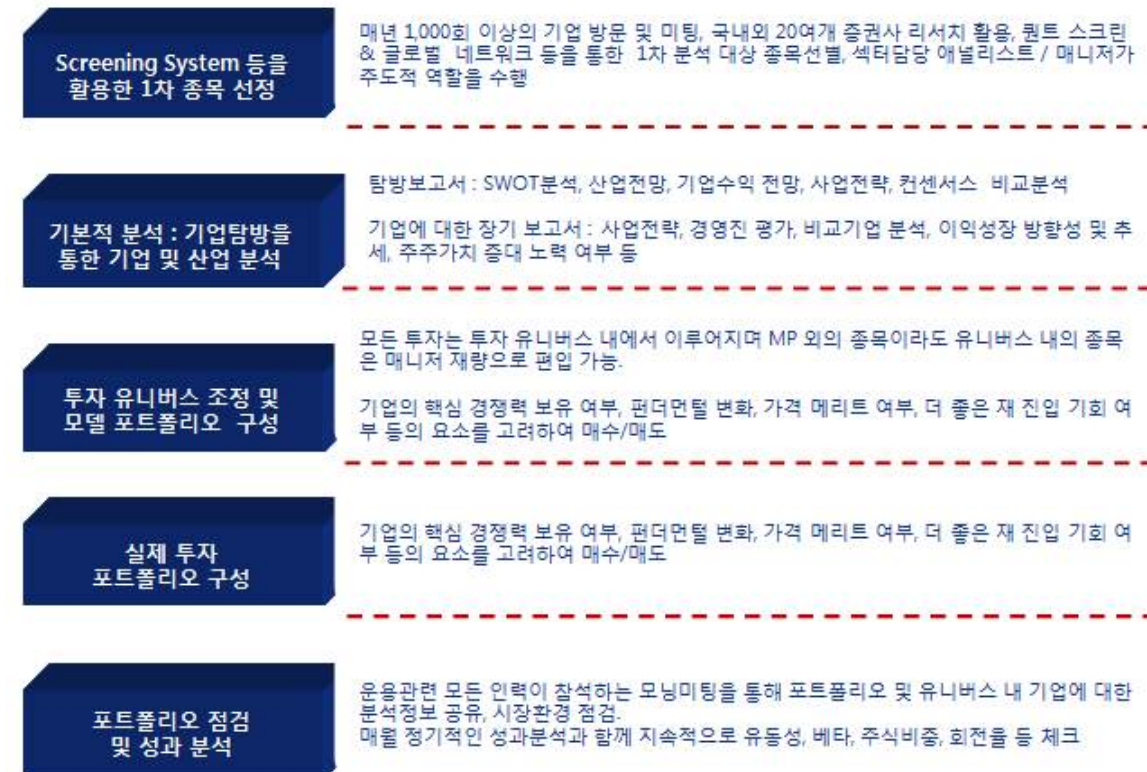 Screening System 등을
활용한 1차 종목 선정
매년 1,000회 이상의 기업 방문 및 미팅, 국내외 20여개 증권사 리서치 활용, 퀀트 스크린
& 글로벌 네트워크 등을 통한 1차 분석 대상 종목선별, 섹터담당 애널리스트 / 매니저가
주도적 역할을 수행
기본적 분석 : 기업탐방을
통한 기업 및 산업 분석
탐방보고서 : SWOT분석, 산업전망, 기업수익 전망, 사업전략, 컨센서스 비교분석
기업에 대한 장기 보고서 : 사업전략, 경영진 평가, 비교기업 분석, 이익성장 방향성 및 추
세, 주주가치 증대 노력 여부 등
투자 유니버스 조정 및
모델 포트폴리오 구성
모든 투자는 투자 유니버스 내에서 이루어지며 MP 외의 종목이라도 유니버스 내의 종목
은 매니저 재량으로 편입 가능.
기업의 핵심 경쟁력 보유 여부, 펀더먼털 변화, 가격 메리트 여부, 더 좋은 재 진입 기회 여
부 등의 요소를 고려하여 매수/매도
실제 투자
포트폴리오 구성
기업의 핵심 경쟁력 보유 여부, 펀더먼털 변화, 가격 메리트 여부, 더 좋은 재 진입 기회 여
부 등의 요소를 고려하여 매수/매도
포트폴리오 점검
및 성과 분석
운용관련 모든 인력이 참석하는 모닝미팅을 통해 포트폴리오 및 유니버스 내 기업에 대한
분석정보 공유, 시장환경 점검.
매월 정기적인 성과분석과 함께 지속적으로 유동성, 베타, 주식비중, 회전율 등 체크